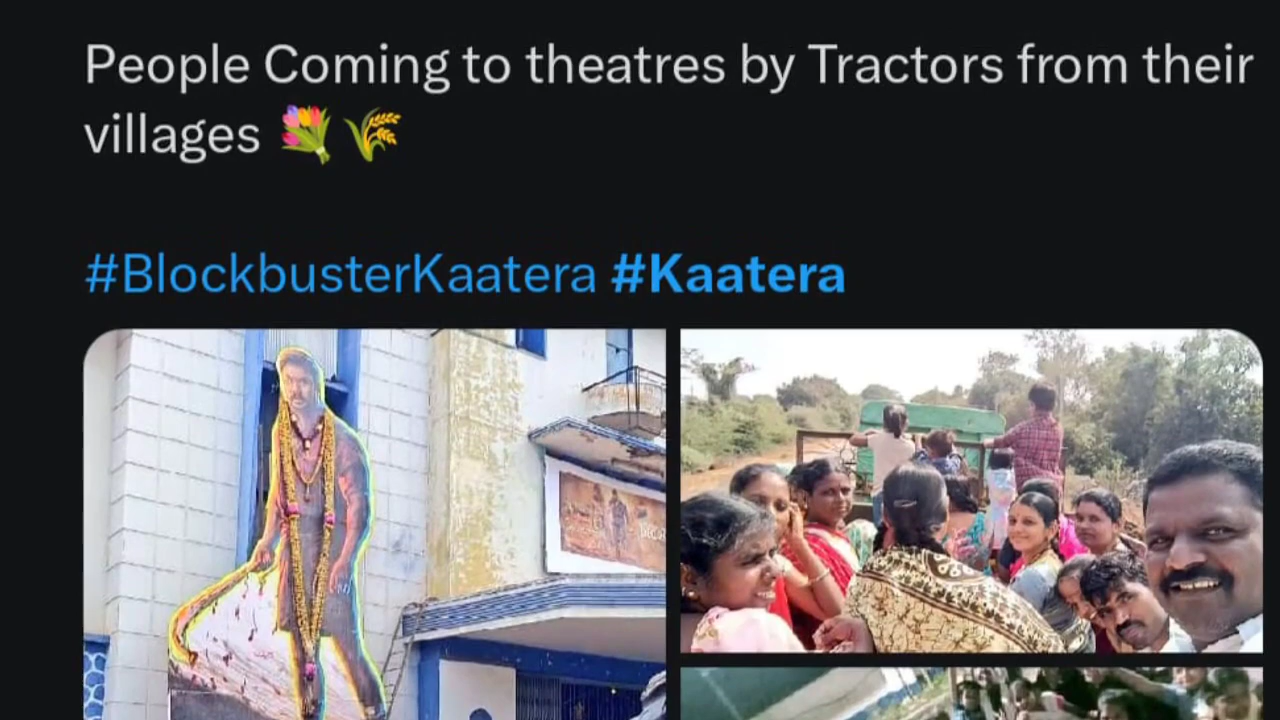 People Coming to theatres by Tractors from their
villages 💐 🌾
#BlockbusterKaatera #Kaatera